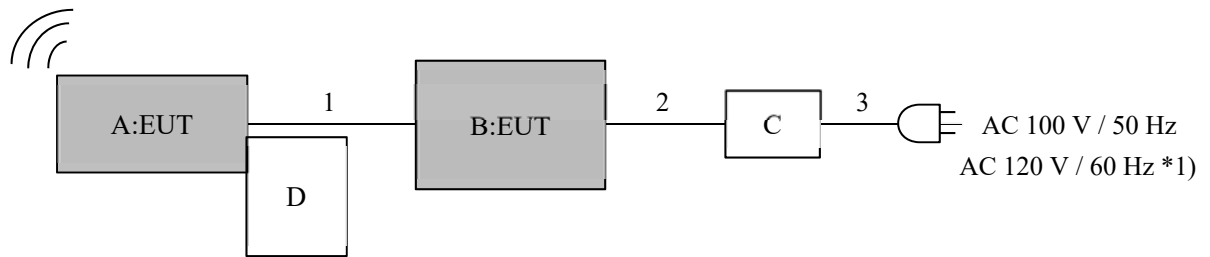 A:EUT
1
B:EUT
2
C
3
AC 100 V / 50 Hz
AC 120 V / 60 Hz *1)
D